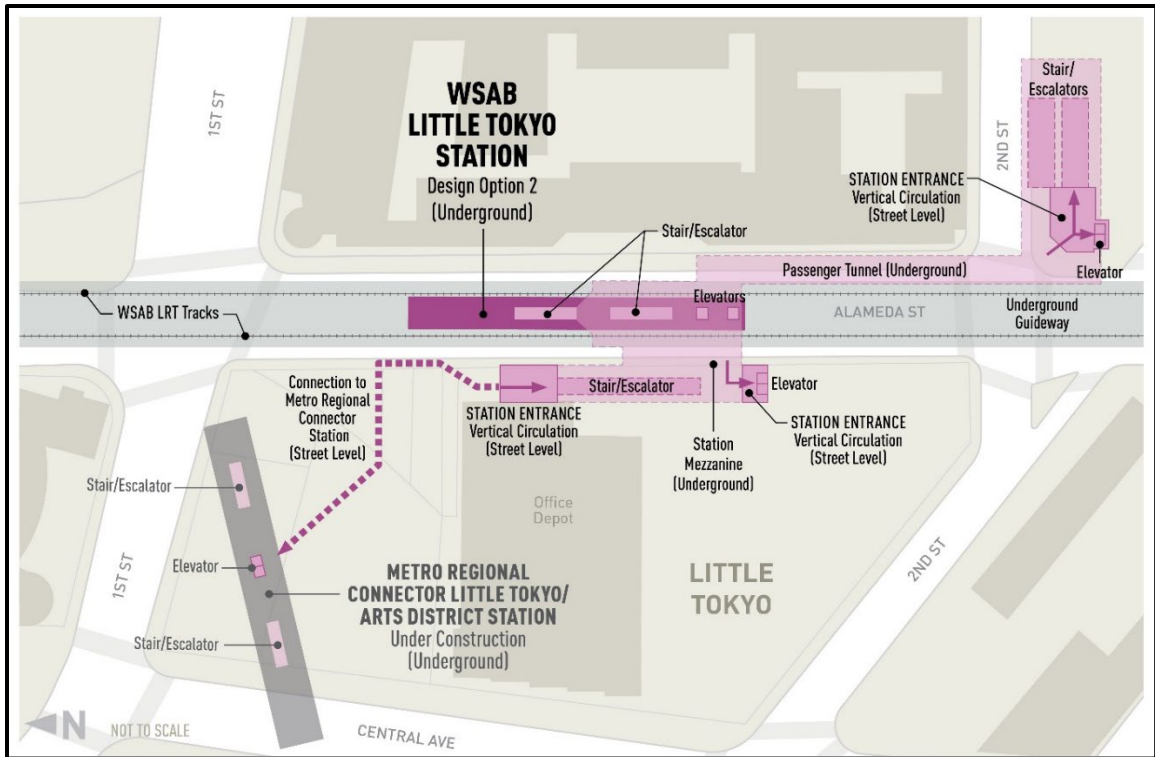 1ST ST
WSAB
LITTLE TOKYO
STATION
Design Option 2
(Underground)
2ND ST
Stair/
Escalators
STATION ENTRANCE
Vertical Circulation
(Street Level)
Stair/Escalator
Passenger Tunnel (Underground)
Elevator
WSAB LRT Tracks
Elevators
ALAMEDA ST
Underground
Guideway
Connection to
Metro Regional
Connector
Station
(Street Level)
Stair/Escalator
Elevator
STATION ENTRANCE
Vertical Circulation
(Street Level)
STATION ENTRANCE
Vertical Circulation
(Street Level)
Station
Mezzanine
(Underground)
Stair/Escalator
Office
Depot
1ST ST
Elevator
METRO REGIONAL
CONNECTOR LITTLE TOKYO/
ARTS DISTRICT STATION
Under Construction
(Underground)
LITTLE
TOKYO
2ND ST
Stair/Escalator
N
NOT TO SCALE
CENTRAL AVE